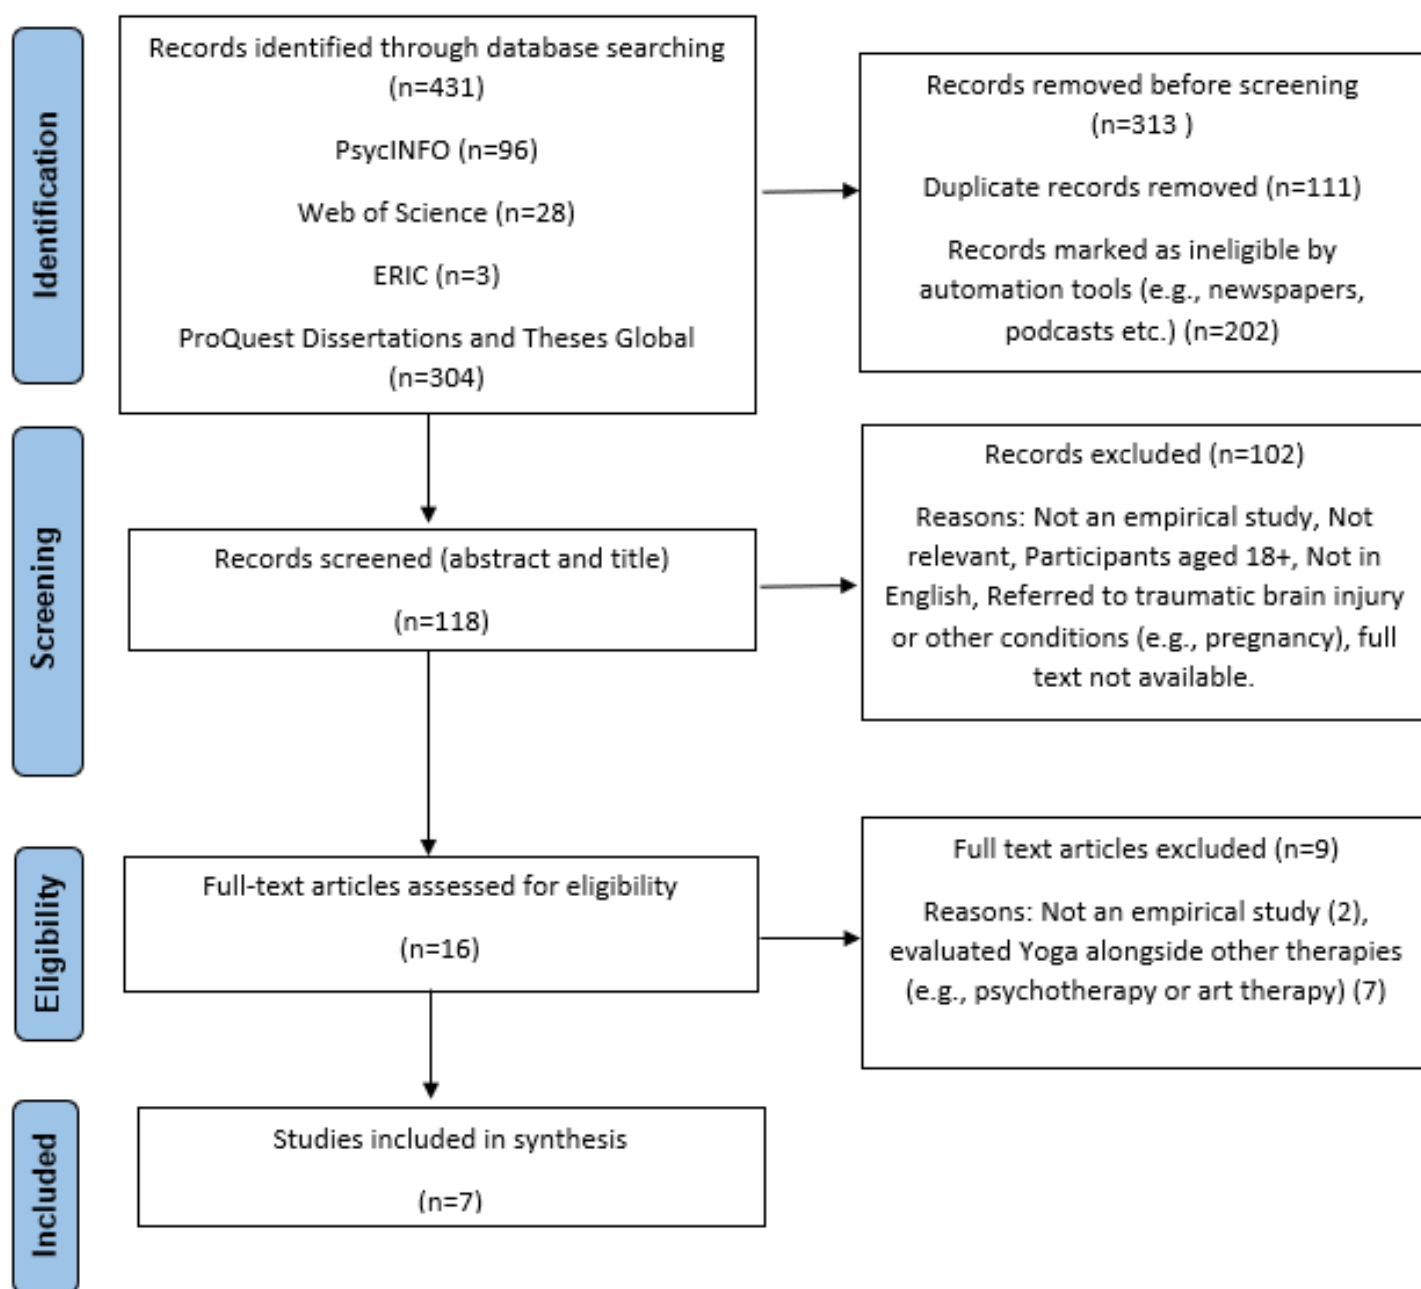 Identification
Records identified through database searching
(n=431)
PsycINFO (n=96)
Web of Science (n=28)
ERIC (n=3)
ProQuest Dissertations and Theses Global
(n=304)
Records removed before screening
(n=313 )
Duplicate records removed (n=111)
Records marked as ineligible by
automation tools (e.g., newspapers,
podcasts etc.) (n=202)
Screening
Records screened (abstract and title)
(n=118)
Records excluded (n=102)
Reasons: Not an empirical study, Not
relevant, Participants aged 18+, Not in
English, Referred to traumatic brain injury
or other conditions (e.g., pregnancy), full
text not available.
Eligibility
Full-text articles assessed for eligibility
(n=16)
Full text articles excluded (n=9)
Reasons: Not an empirical study (2),
evaluated Yoga alongside other therapies
(e.g., psychotherapy or art therapy) (7)
Included
Studies included in synthesis
(n=7)